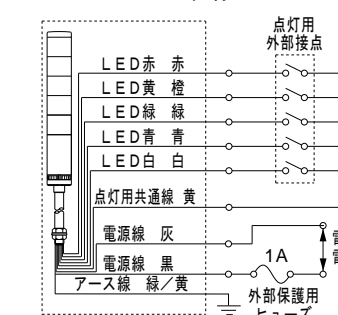 点灯用
外部接点
LED赤 赤
LED黄 橙
LED緑 緑
LED青 青
LED白 白
点灯用共通線 黄
電源線 灰
電源線 黒
アース線 緑/黄
1A
外部保護用
ヒューズ
電
電